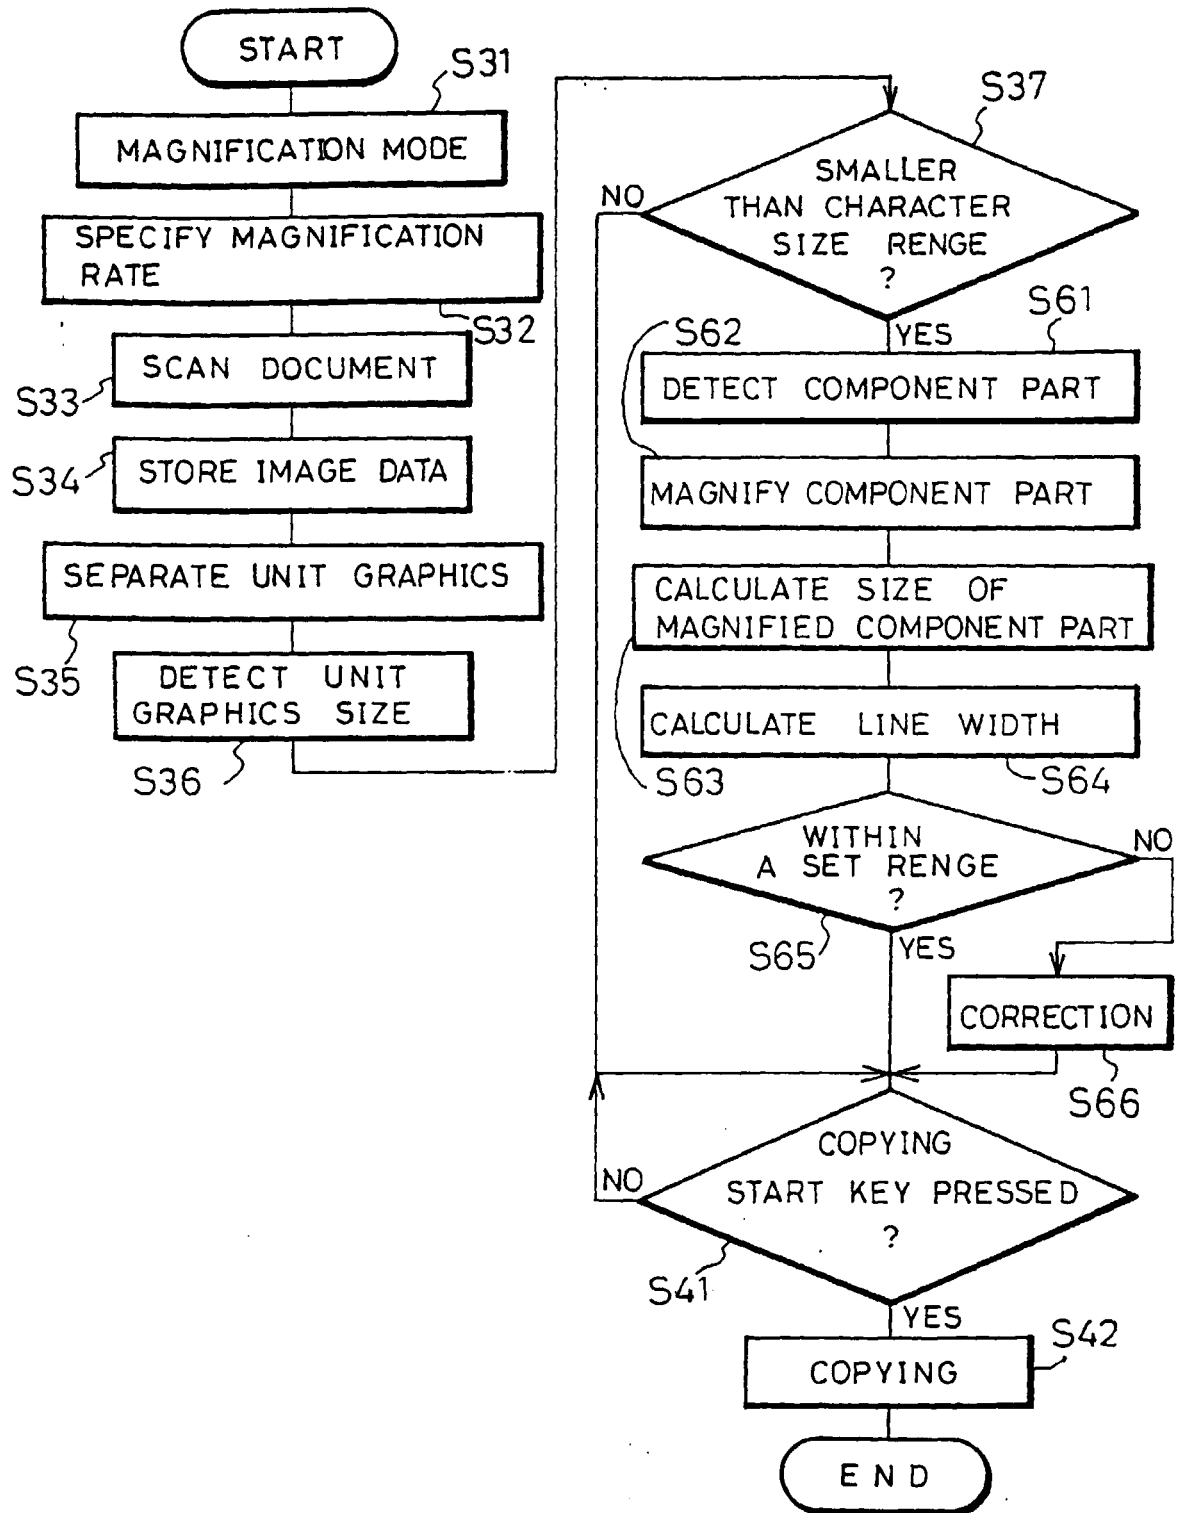 START
S31
MAGNIFICATION MODE
SPECIFY MAGNIFICATION
RATE
S32
SCAN DOCUMENT
S33
STORE IMAGE DATA
S34
SEPARATE UNIT GRAPHICS
S35
DETECT UNIT
GRAPHICS SIZE
S36
S37
SMALLER
THAN CHARACTER
SIZE RENGE
?
NO
YES
S61
DETECT COMPONENT PART
S62
MAGNIFY COMPONENT PART
CALCULATE SIZE OF
MAGNIFIED COMPONENT PART
S63
CALCULATE LINE WIDTH
S64
WITHIN
A SET RENGE
?
NO
S65
YES
CORRECTION
S66
COPYING
START KEY PRESSED
?
NO
S41
YES
S42
COPYING
END